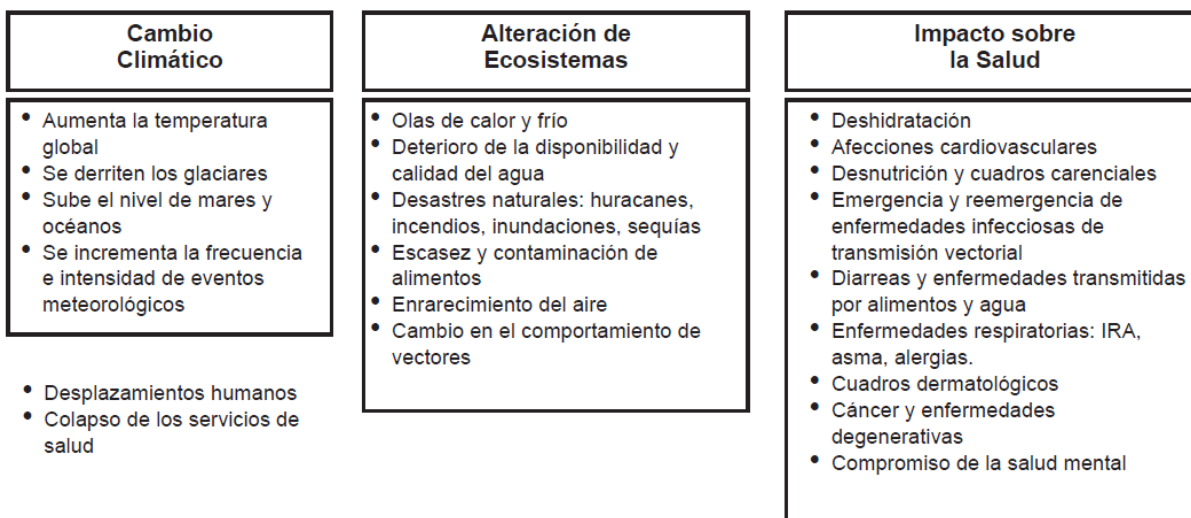 Cambio
Climático
• Aumenta la temperatura
global
• Se derriten los glaciares
• Sube el nivel de mares y
océanos
• Se incrementa la frecuencia
e intensidad de eventos
meteorológicos
• Desplazamientos humanos
• Colapso de los servicios de
salud
Alteración de
Ecosistemas
• Olas de calor y frío
• Deterioro de la disponibilidad y
calidad del agua
• Desastres naturales: huracanes,
incendios, inundaciones, sequías
• Escasez y contaminación de
alimentos
• Enrarecimiento del aire
• Cambio en el comportamiento de
vectores
Impacto sobre
la Salud
• Deshidratación
• Afecciones cardiovasculares
• Desnutrición y cuadros carenciales
• Emergencia y reemergencia de
enfermedades infecciosas de
transmisión vectorial
• Diarreas y enfermedades transmitidas
por alimentos y agua
• Enfermedades respiratorias: IRA,
asma, alergias.
• Cuadros dermatológicos
• Cáncer y enfermedades
degenerativas
• Compromiso de la salud mental